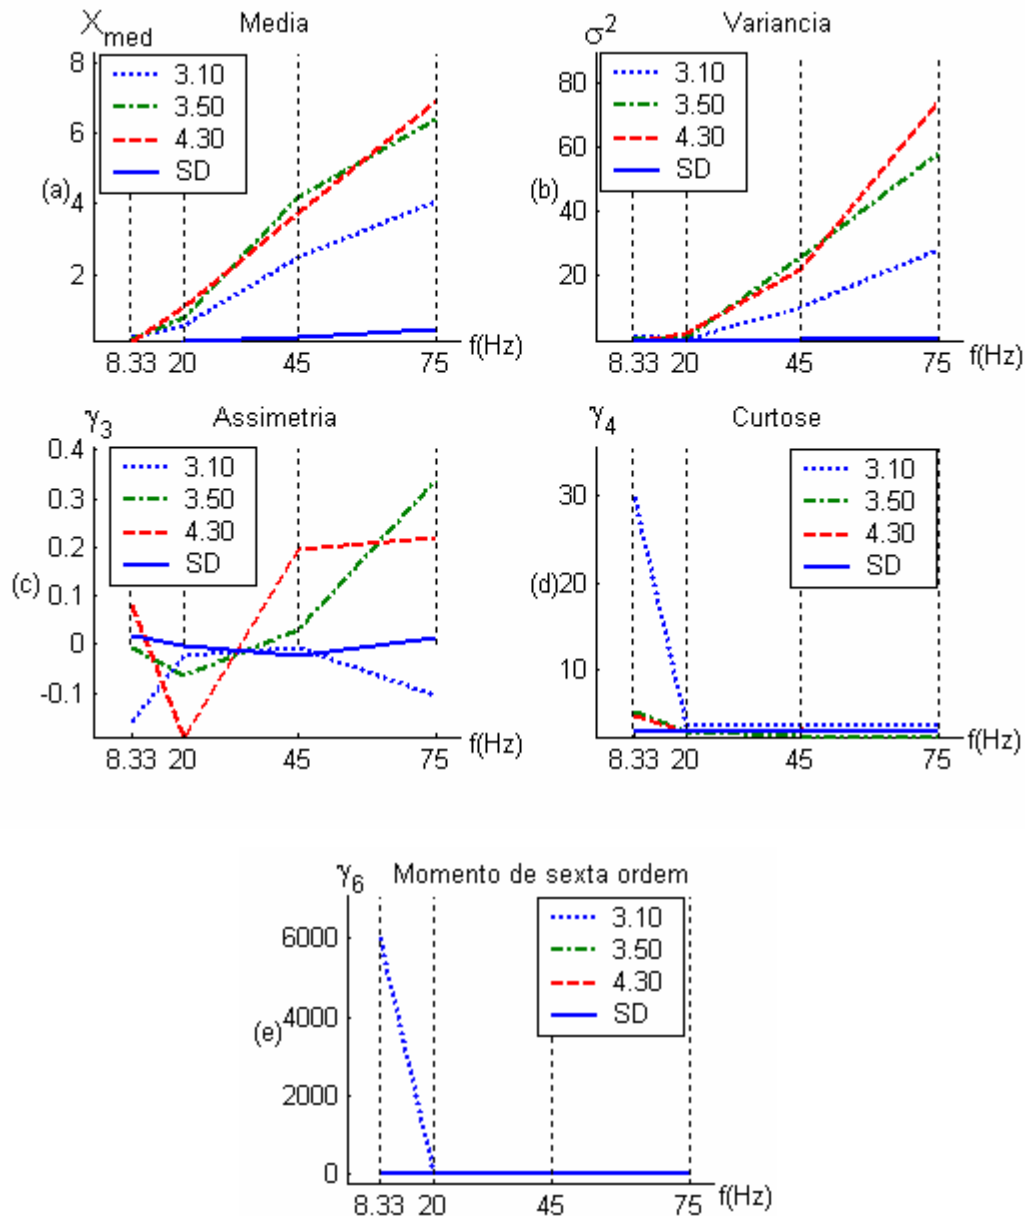 X_med Media
8
6
4
2
(a)
3.10
3.50
4.30
SD
8.33 20 45 75 f(Hz)
σ² Variancia
80
60
40
20
(b)
3.10
3.50
4.30
SD
8.33 20 45 75 f(Hz)
γ₃ Assimetria
0.4
0.3
0.2
0.1
0
-0.1
(c)
3.10
3.50
4.30
SD
8.33 20 45 75 f(Hz)
γ₄ Curtose
30
20
10
(d)
3.10
3.50
4.30
SD
8.33 20 45 75 f(Hz)
γ₆ Momento de sexta ordem
6000
4000
2000
0
(e)
3.10
3.50
4.30
SD
8.33 20 45 75 f(Hz)